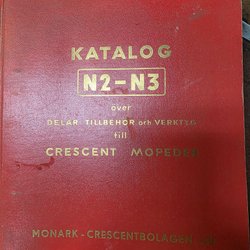 KATALOG
N2-N3
över
DELAR TILLBEHÖR och VERKTYG
till
CRESCENT MOPEDER
MONARK-CRESCENTBOLAGEN